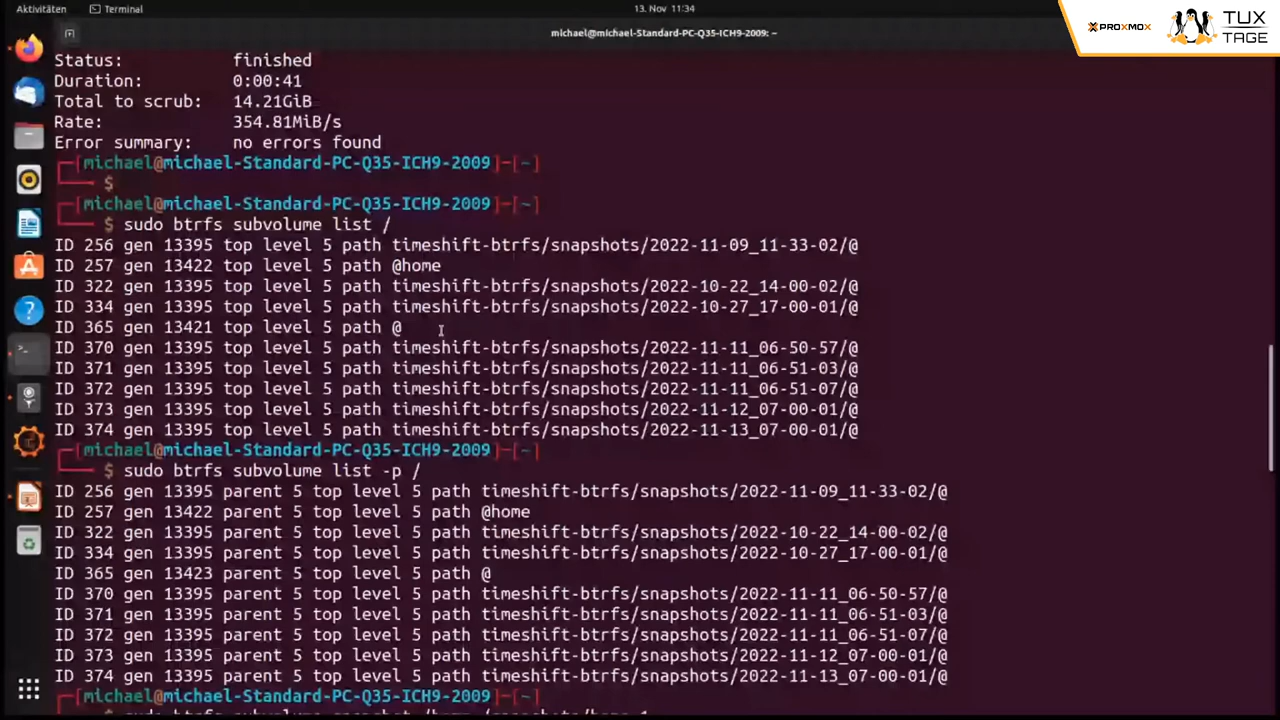 Aktivitäten
Terminal
13. Nov 11:34
PROXMOX
TUX
TAGE
michael@michael-Standard-PC-Q35-ICH9-2009: ~
Status: finished
Duration: 0:00:41
Total to scrub: 14.21GiB
Rate: 354.81MiB/s
Error summary: no errors found
[michael@michael-Standard-PC-Q35-ICH9-2009]-[~]
$
[michael@michael-Standard-PC-Q35-ICH9-2009]-[~]
$ sudo btrfs subvolume list /
ID 256 gen 13395 top level 5 path timeshift-btrfs/snapshots/2022-11-09_11-33-02/@
ID 257 gen 13422 top level 5 path @home
ID 322 gen 13395 top level 5 path timeshift-btrfs/snapshots/2022-10-22_14-00-02/@
ID 334 gen 13395 top level 5 path timeshift-btrfs/snapshots/2022-10-27_17-00-01/@
ID 365 gen 13421 top level 5 path @
ID 370 gen 13395 top level 5 path timeshift-btrfs/snapshots/2022-11-11_06-50-57/@
ID 371 gen 13395 top level 5 path timeshift-btrfs/snapshots/2022-11-11_06-51-03/@
ID 372 gen 13395 top level 5 path timeshift-btrfs/snapshots/2022-11-11_06-51-07/@
ID 373 gen 13395 top level 5 path timeshift-btrfs/snapshots/2022-11-12_07-00-01/@
ID 374 gen 13395 top level 5 path timeshift-btrfs/snapshots/2022-11-13_07-00-01/@
[michael@michael-Standard-PC-Q35-ICH9-2009]-[~]
$ sudo btrfs subvolume list -p /
ID 256 gen 13395 parent 5 top level 5 path timeshift-btrfs/snapshots/2022-11-09_11-33-02/@
ID 257 gen 13422 parent 5 top level 5 path @home
ID 322 gen 13395 parent 5 top level 5 path timeshift-btrfs/snapshots/2022-10-22_14-00-02/@
ID 334 gen 13395 parent 5 top level 5 path timeshift-btrfs/snapshots/2022-10-27_17-00-01/@
ID 365 gen 13423 parent 5 top level 5 path @
ID 370 gen 13395 parent 5 top level 5 path timeshift-btrfs/snapshots/2022-11-11_06-50-57/@
ID 371 gen 13395 parent 5 top level 5 path timeshift-btrfs/snapshots/2022-11-11_06-51-03/@
ID 372 gen 13395 parent 5 top level 5 path timeshift-btrfs/snapshots/2022-11-11_06-51-07/@
ID 373 gen 13395 parent 5 top level 5 path timeshift-btrfs/snapshots/2022-11-12_07-00-01/@
ID 374 gen 13395 parent 5 top level 5 path timeshift-btrfs/snapshots/2022-11-13_07-00-01/@
[michael@michael-Standard-PC-Q35-ICH9-2009]-[~]